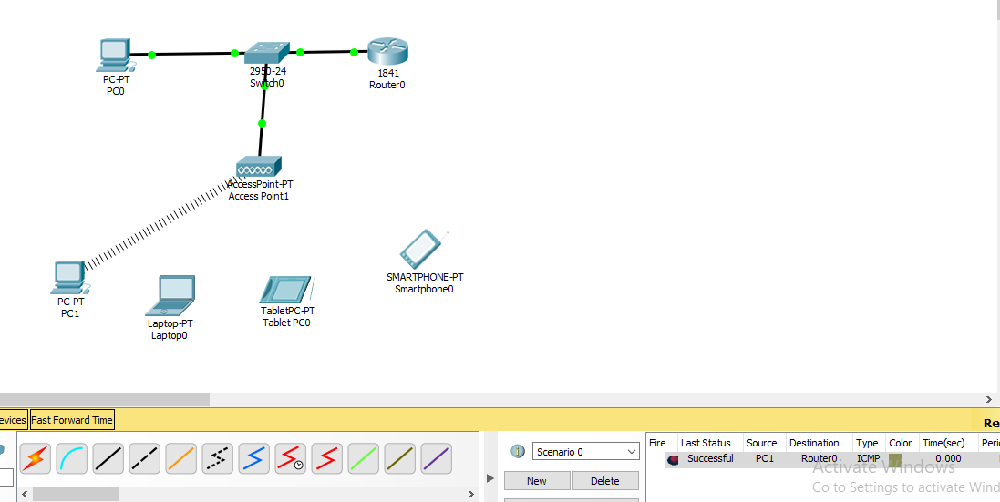 PC-PT
PC0
2950-24
Switch0
1841
Router0
AccessPoint-PT
Access Point1
SMARTPHONE-PT
Smartphone0
PC-PT
PC1
Laptop-PT
Laptop0
TabletPC-PT
Tablet PC0
evices Fast Forward Time
Re
Scenario 0
New Delete
Fire Last Status Source Destination Type Color Time(sec) Peri
Successful PC1 Router0 ICMP 0.000
Activate Windows
Go to Settings to activate Wind